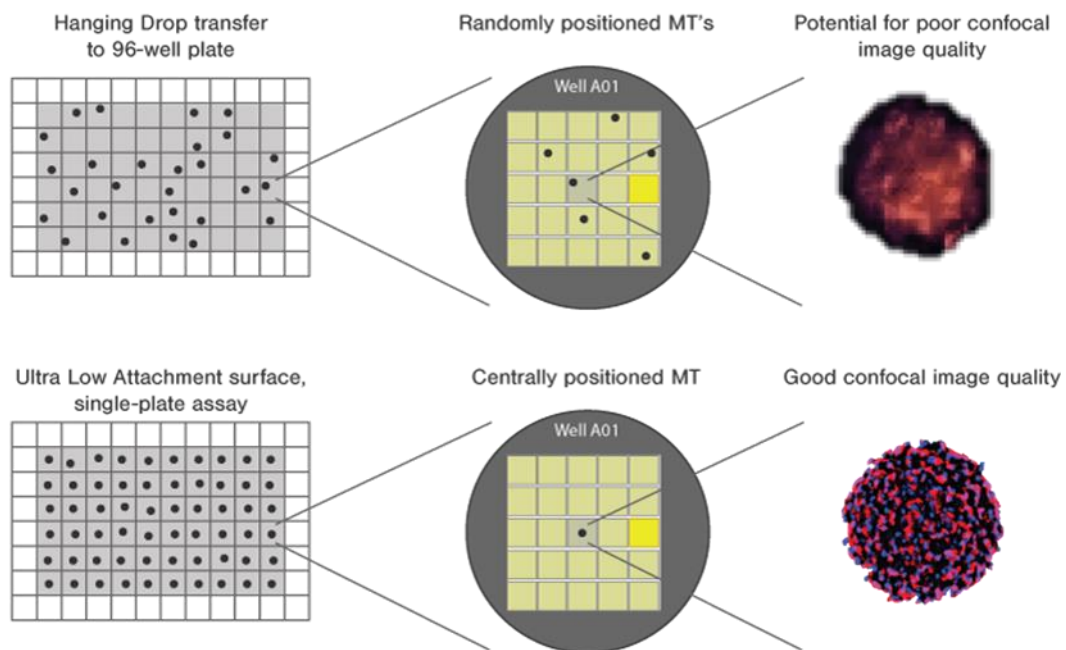 Hanging Drop transfer
to 96-well plate
Randomly positioned MT's
Potential for poor confocal
image quality
Well A01
Ultra Low Attachment surface,
single-plate assay
Centrally positioned MT
Good confocal image quality
Well A01